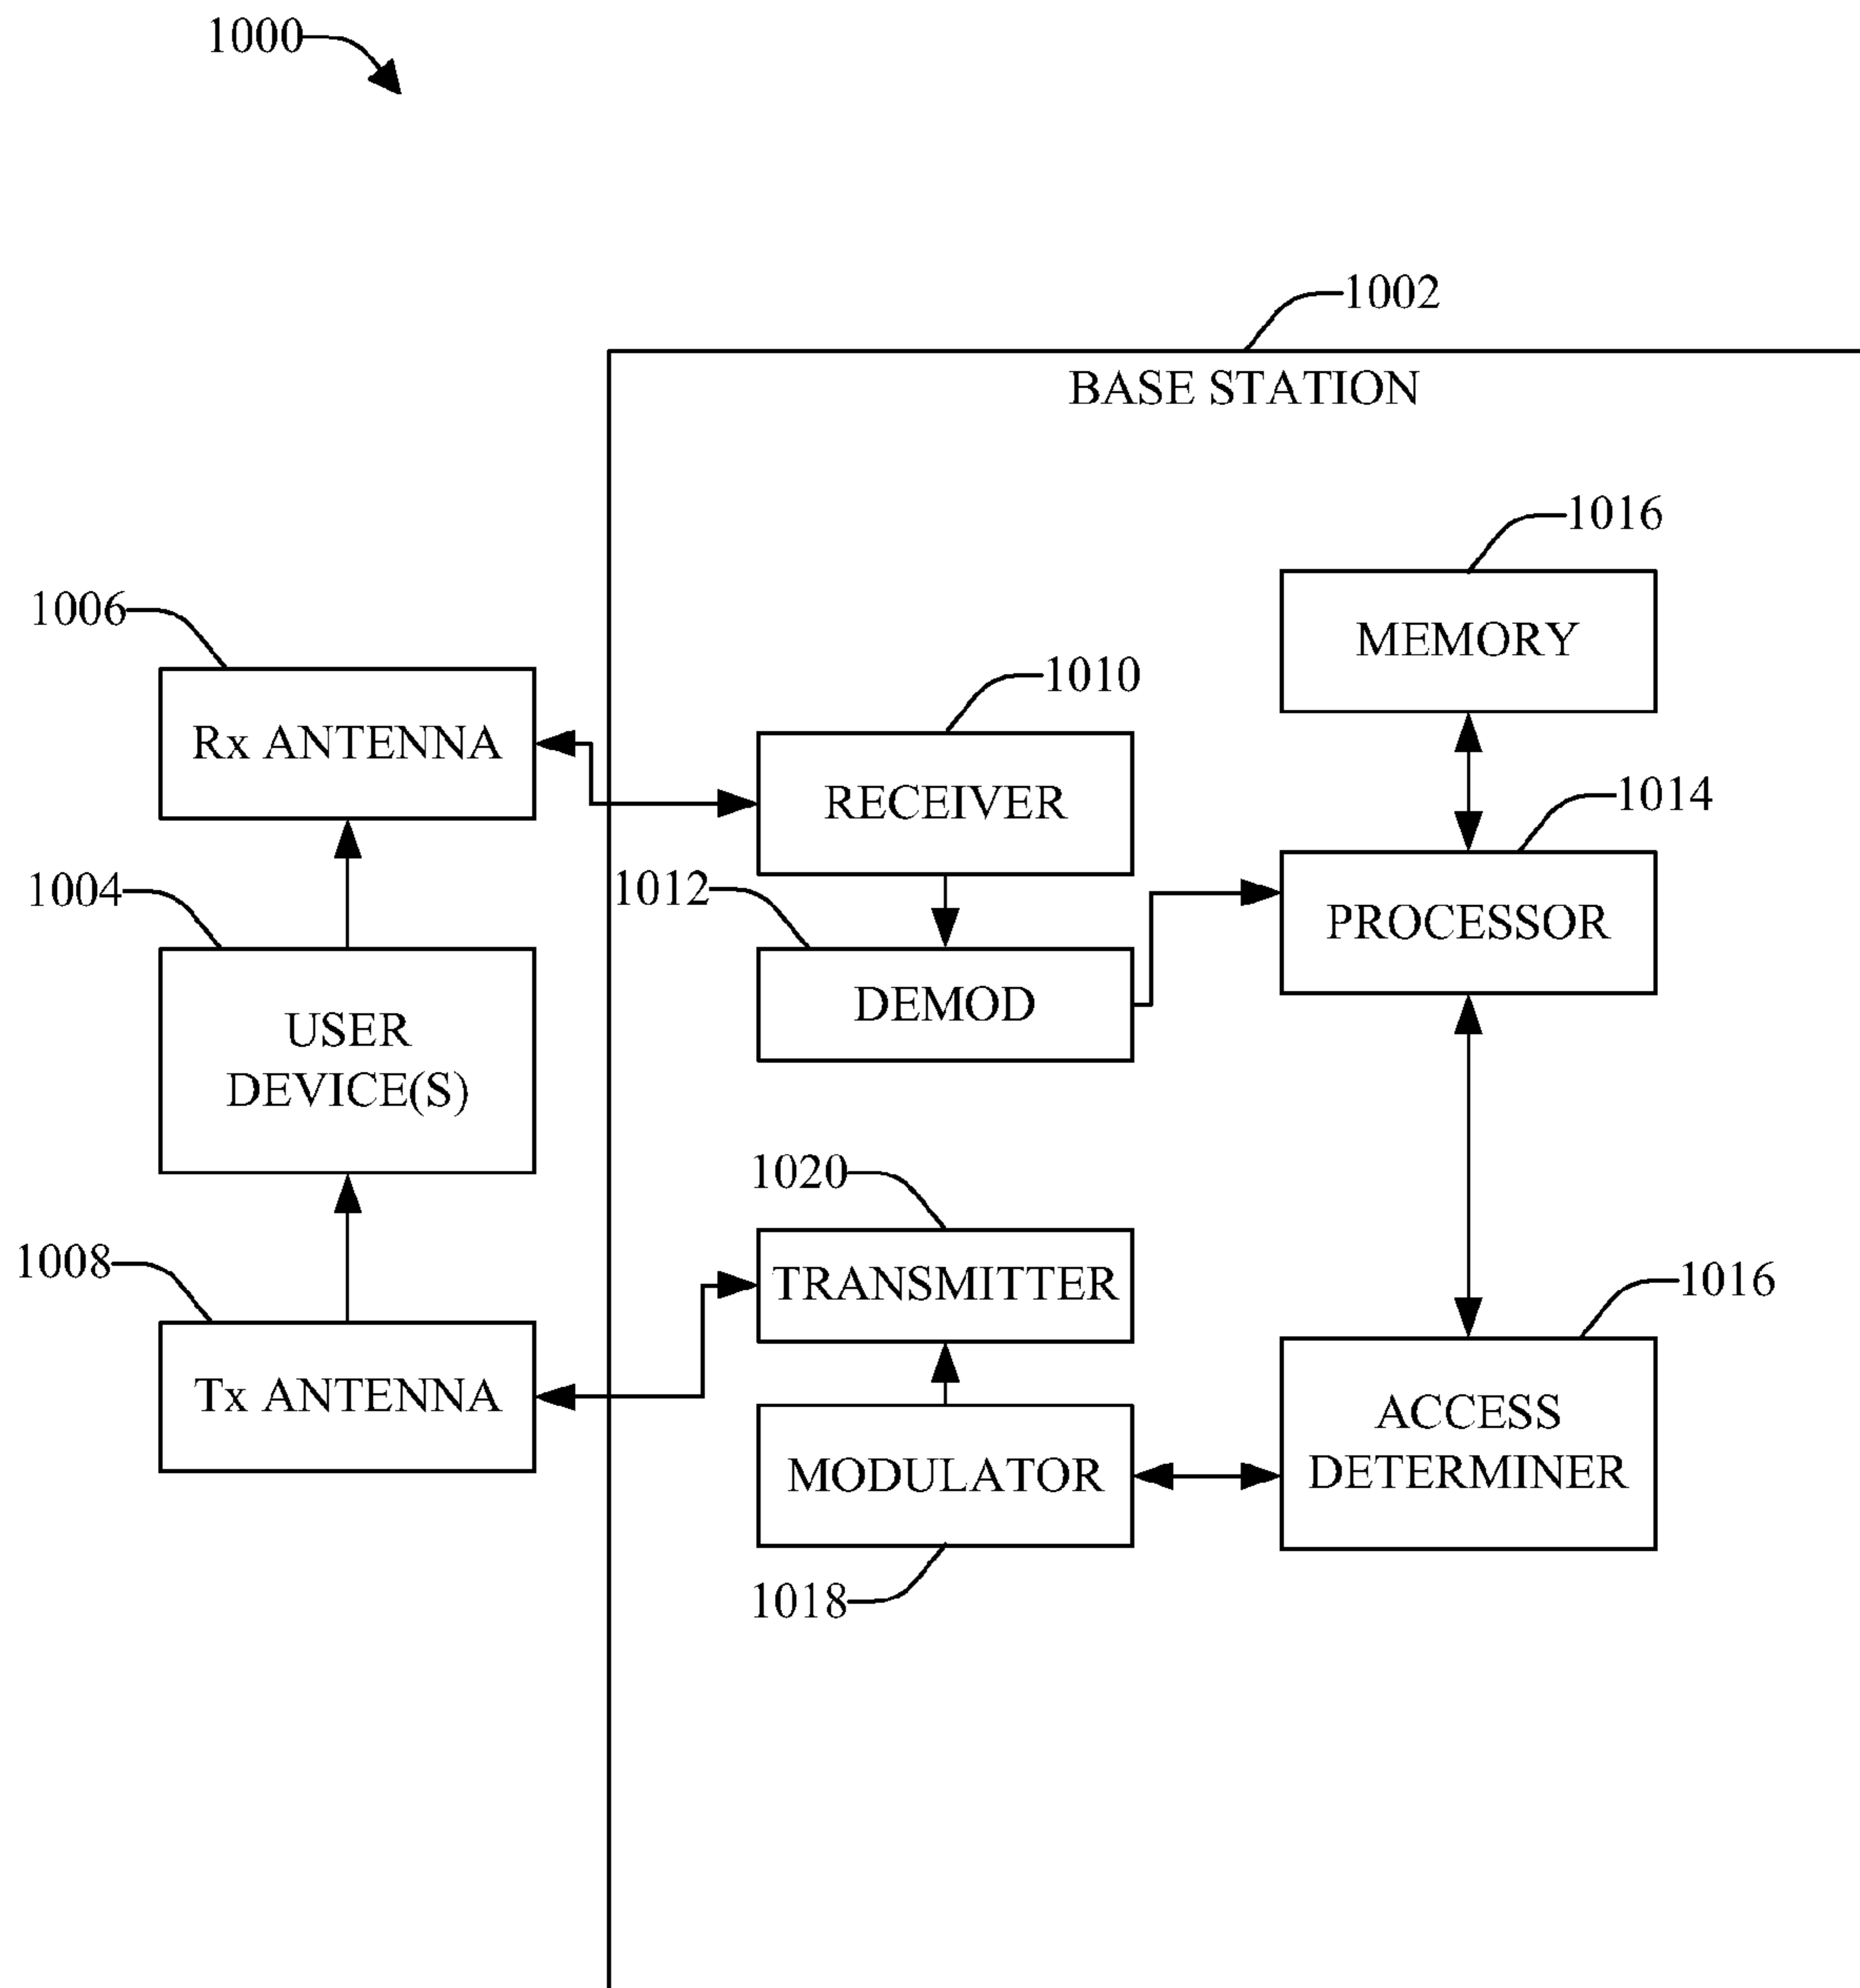 1000
1002
BASE STATION
1016
MEMORY
1006
Rx ANTENNA
1010
RECEIVER
1014
PROCESSOR
1004
USER
DEVICE(S)
1012
DEMOD
1020
TRANSMITTER
1008
Tx ANTENNA
1016
ACCESS
DETERMINER
MODULATOR
1018